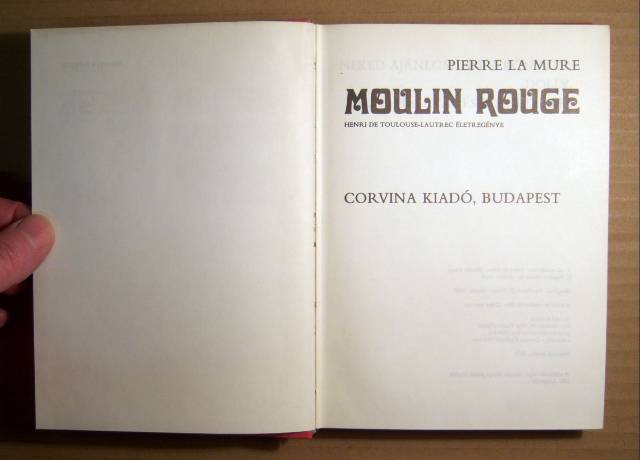 PIERRE LA MURE
MOULIN ROUGE
HENRI DE TOULOUSE-LAUTREC ÉLETREGÉNYE
CORVINA KIADÓ, BUDAPEST